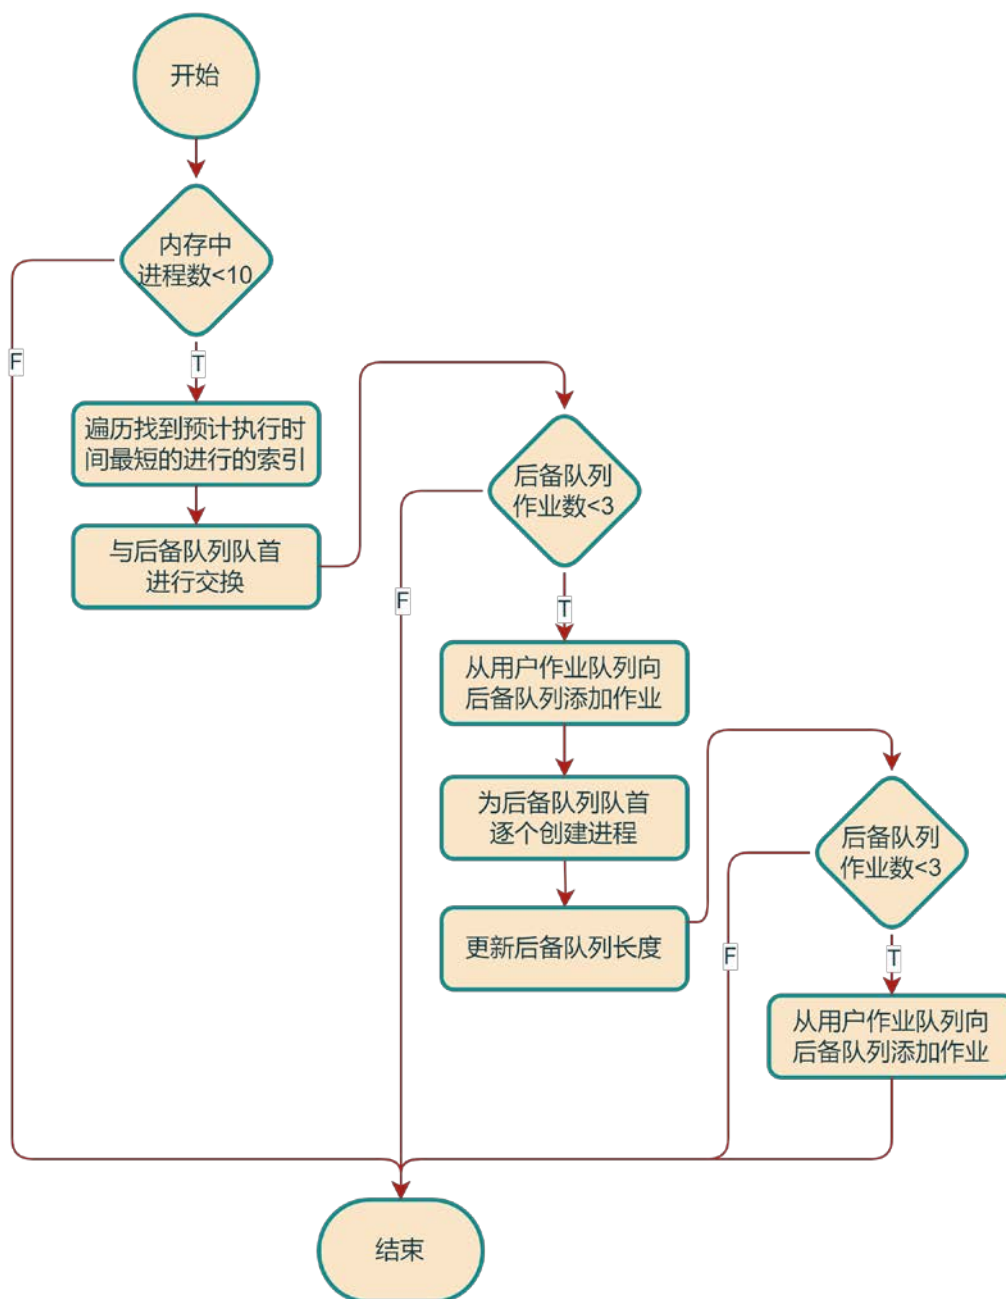 开始
内存中
进程数<10
F
T
遍历找到预计执行时
间最短的进行的索引
与后备队列队首
进行交换
后备队列
作业数<3
F
T
从用户作业队列向
后备队列添加作业
为后备队列队首
逐个创建进程
更新后备队列长度
后备队列
作业数<3
F
T
从用户作业队列向
后备队列添加作业
结束